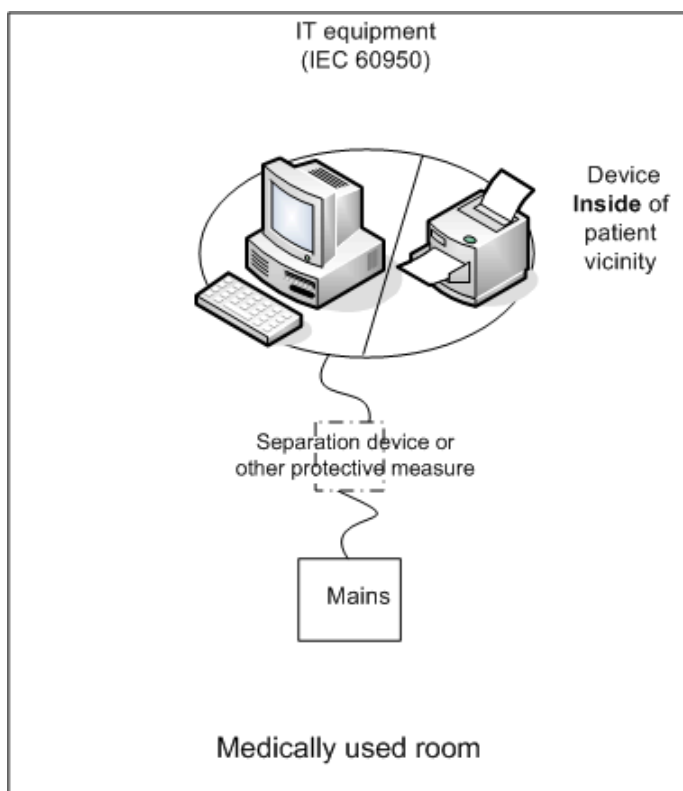 IT equipment
(IEC 60950)
Device
Inside of
patient
vicinity
Separation device or
other protective measure
Mains
Medically used room